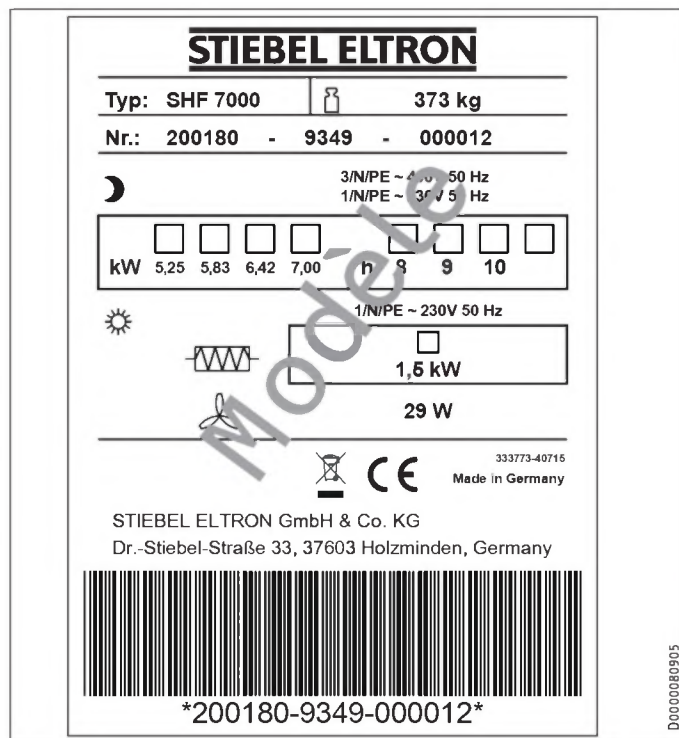 STIEBEL ELTRON
Typ: SHF 7000 373 kg
Nr.: 200180 - 9349 - 000012
3/N/PE ~ 50 Hz
1/N/PE ~
kW 5,25 5,83 6,42 7,00 h 8 9 10
1/N/PE ~ 230V 50 Hz
1,5 kW
29 W
Modèle
CE
333773-40715
Made in Germany
STIEBEL ELTRON GmbH & Co. KG
Dr.-Stiebel-Straße 33, 37603 Holzminden, Germany
*200180-9349-000012*
D0000080905